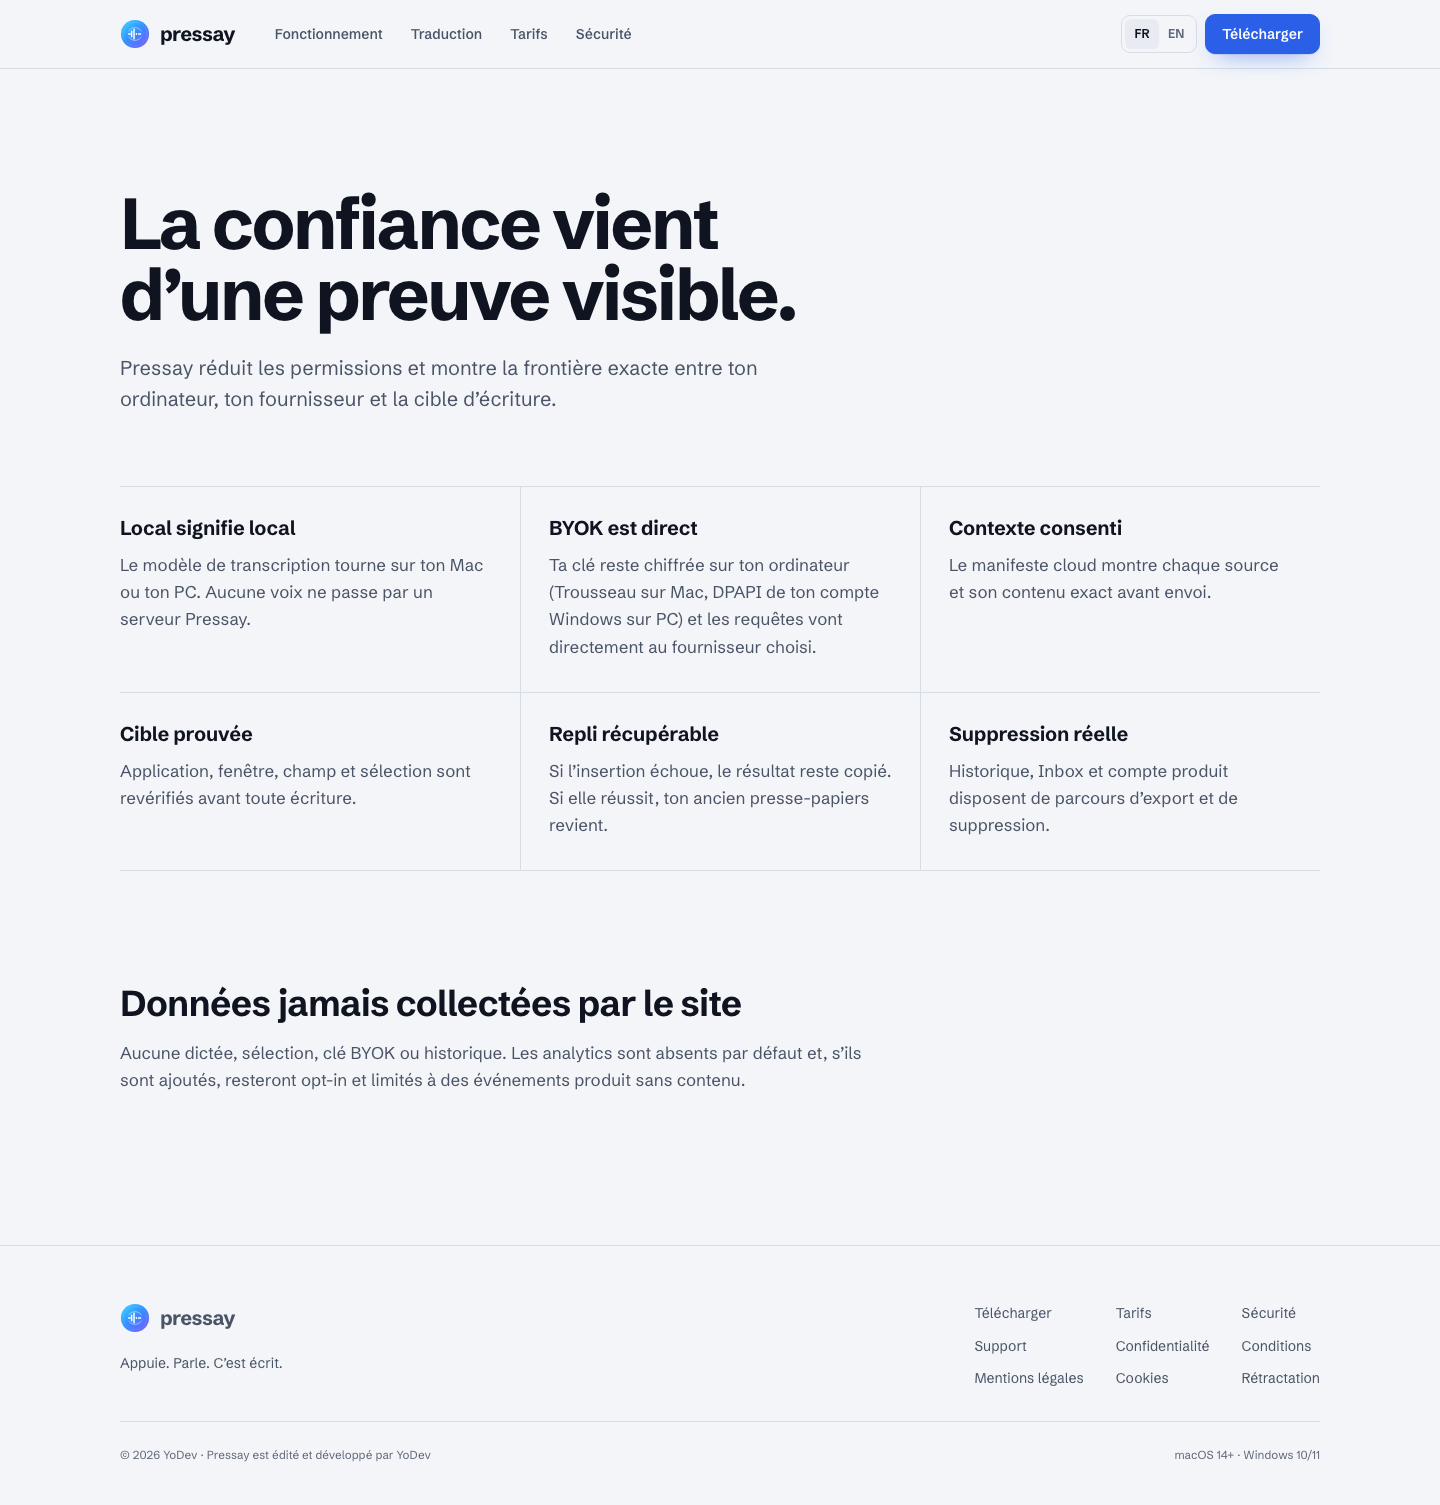 pressay
Fonctionnement
Traduction
Tarifs
Sécurité
FR
EN
Télécharger
La confiance vient
d’une preuve visible.
Pressay réduit les permissions et montre la frontière exacte entre ton
ordinateur, ton fournisseur et la cible d’écriture.
Local signifie local
Le modèle de transcription tourne sur ton Mac
ou ton PC. Aucune voix ne passe par un
serveur Pressay.
BYOK est direct
Ta clé reste chiffrée sur ton ordinateur
(Trousseau sur Mac, DPAPI de ton compte
Windows sur PC) et les requêtes vont
directement au fournisseur choisi.
Contexte consenti
Le manifeste cloud montre chaque source
et son contenu exact avant envoi.
Cible prouvée
Application, fenêtre, champ et sélection sont
revérifiés avant toute écriture.
Repli récupérable
Si l’insertion échoue, le résultat reste copié.
Si elle réussit, ton ancien presse-papiers
revient.
Suppression réelle
Historique, Inbox et compte produit
disposent de parcours d’export et de
suppression.
Données jamais collectées par le site
Aucune dictée, sélection, clé BYOK ou historique. Les analytics sont absents par défaut et, s’ils
sont ajoutés, resteront opt-in et limités à des événements produit sans contenu.
pressay
Appuie. Parle. C’est écrit.
Télécharger
Tarifs
Sécurité
Support
Confidentialité
Conditions
Mentions légales
Cookies
Rétractation
© 2026 YoDev · Pressay est édité et développé par YoDev
macOS 14+ · Windows 10/11